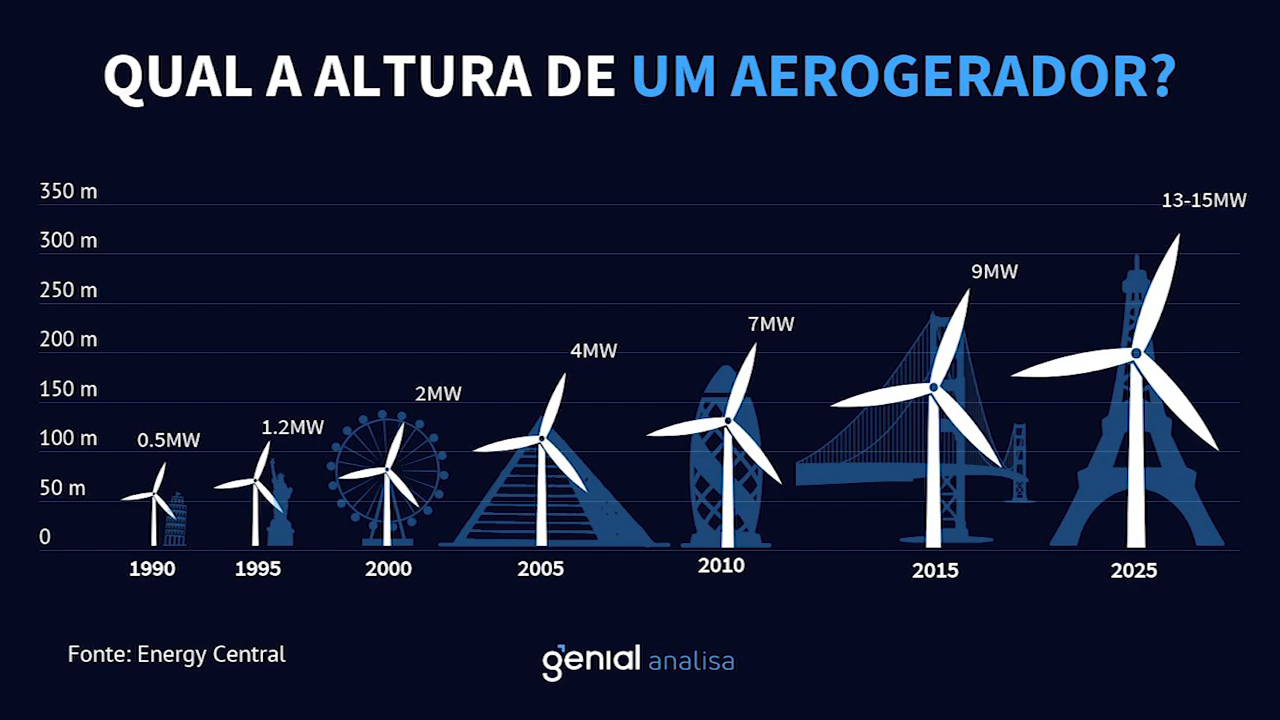 QUAL A ALTURA DE UM AEROGERADOR?
350 m
13-15MW
300 m
9MW
250 m
7MW
200 m
4MW
150 m
2MW
1.2MW
100 m
0.5MW
50 m
0
1990 1995 2000 2005 2010 2015 2025
Fonte: Energy Central
genial analisa